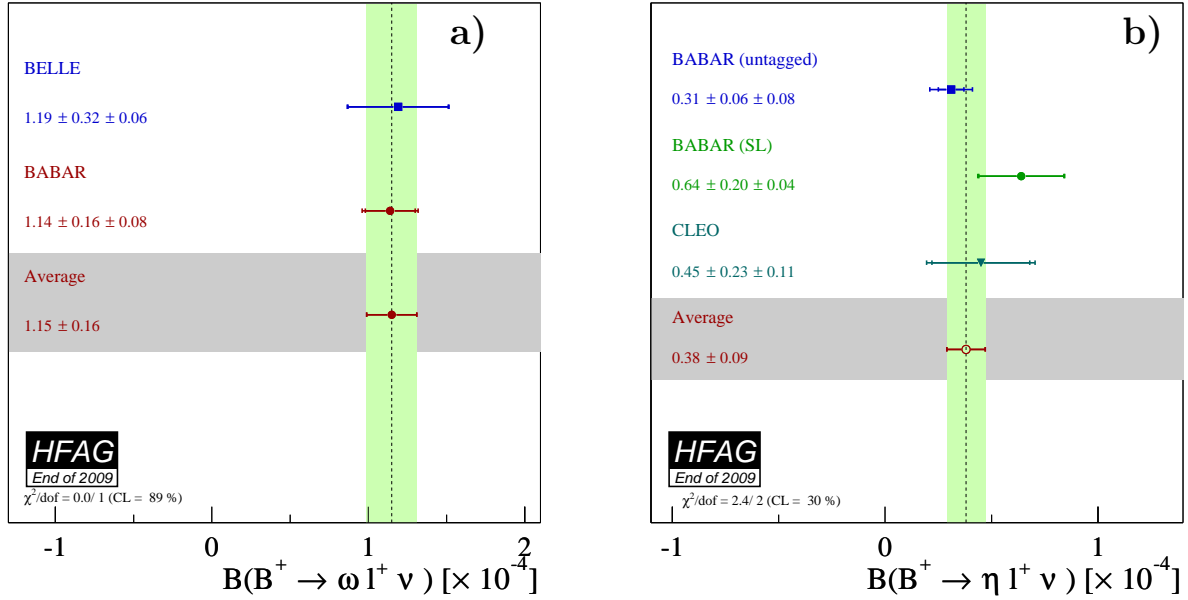 a)
BELLE
1.19 ± 0.32 ± 0.06
BABAR
1.14 ± 0.16 ± 0.08
Average
1.15 ± 0.16
HFAG
End of 2009
χ²/dof = 0.0/ 1 (CL = 89 %)
-1 0 1 2
B(B⁺ → ω l⁺ ν ) [× 10⁻⁴]
b)
BABAR (untagged)
0.31 ± 0.06 ± 0.08
BABAR (SL)
0.64 ± 0.20 ± 0.04
CLEO
0.45 ± 0.23 ± 0.11
Average
0.38 ± 0.09
HFAG
End of 2009
χ²/dof = 2.4/ 2 (CL = 30 %)
-1 0 1
B(B⁺ → η l⁺ ν ) [× 10⁻⁴]